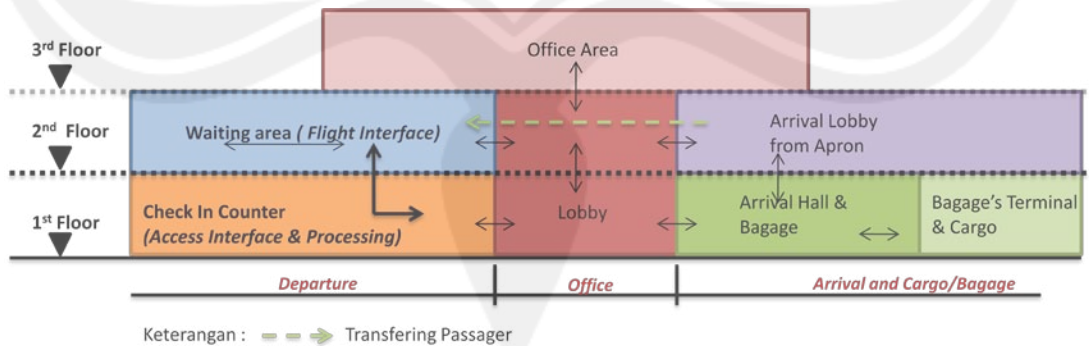 3rd Floor
Office Area
2nd Floor
Waiting area ( Flight Interface)
Arrival Lobby
from Apron
1st Floor
Check In Counter
(Access Interface & Processing)
Lobby
Arrival Hall &
Bagage
Bagage's Terminal
& Cargo
Departure
Office
Arrival and Cargo/Bagage
Keterangan :
Transfering Passager